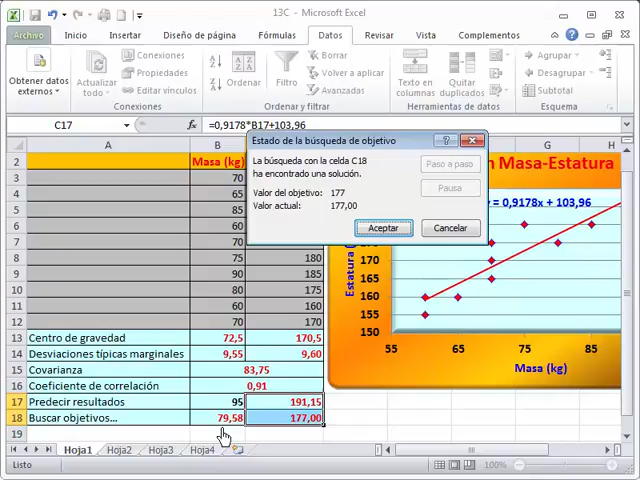 13C - Microsoft Excel
Archivo Inicio Insertar Diseño de página Fórmulas Datos Revisar Vista Complementos
Obtener datos externos
Actualizar todo
Conexiones
Propiedades
Editar vínculos
Conexiones
Ordenar
Filtro
Borrar
Volver a aplicar
Avanzadas
Ordenar y filtrar
Texto en columnas
Quitar duplicados
Herramientas de datos
Agrupar
Desagrupar
Subtotal
Esquema
C17 fx =0,9178*B17+103,96
A B G H
2 Masa (kg) n Masa-Estatura
3 70
4 65
5 85
6 60
7 70
8 75 180
9 90 185
10 80 175
11 60 160
12 70 170
13 Centro de gravedad 72,5 170,5
14 Desviaciones típicas marginales 9,55 9,60
15 Covarianza 83,75
16 Coeficiente de correlación 0,91
17 Predecir resultados 95 191,15
18 Buscar objetivos... 79,58 177,00
19
Estado de la búsqueda de objetivo
La búsqueda con la celda C18
ha encontrado una solución.
Valor del objetivo: 177
Valor actual: 177,00
Paso a paso
Pausa
Aceptar Cancelar
= 0,9178x + 103,96
Estatura
170
165
160
155
150
55 65 75 85
Masa (kg)
Hoja1 Hoja2 Hoja3 Hoja4
Listo 100%